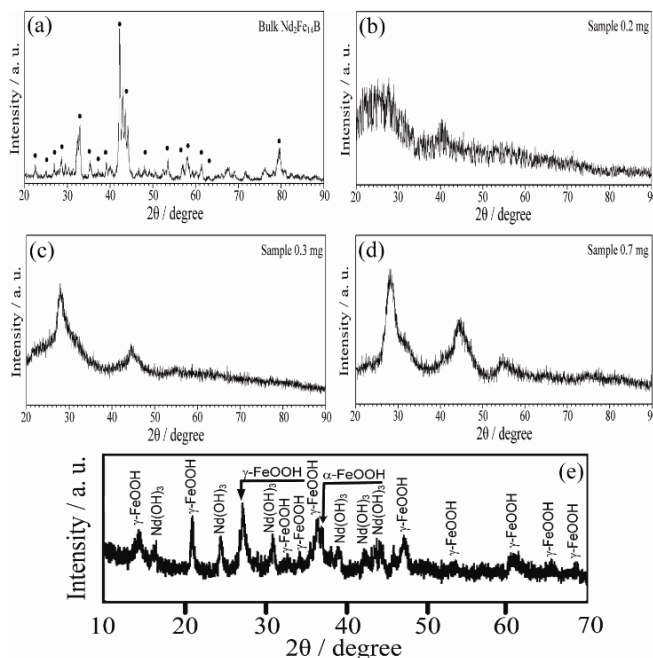 (a)
Bulk Nd₂Fe₁₄B
Intensity / a. u.
20 30 40 50 60 70 80 90
2θ / degree
(b)
Sample 0.2 mg
Intensity / a. u.
20 30 40 50 60 70 80 90
2θ / degree
(c)
Sample 0.3 mg
Intensity / a. u.
20 30 40 50 60 70 80 90
2θ / degree
(d)
Sample 0.7 mg
Intensity / a. u.
20 30 40 50 60 70 80 90
2θ / degree
(e)
Intensity / a. u.
γ-FeOOH
Nd(OH)₃
γ-FeOOH
Nd(OH)₃
γ-FeOOH
Nd(OH)₃
γ-FeOOH
γ-FeOOH
γ-FeOOH
α-FeOOH
Nd(OH)₃
Nd(OH)₃
Nd(OH)₃
γ-FeOOH
γ-FeOOH
γ-FeOOH
γ-FeOOH
γ-FeOOH
10 20 30 40 50 60 70
2θ / degree